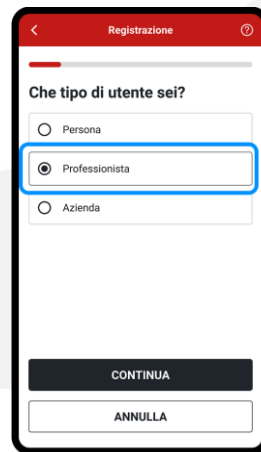 Registrazione
Che tipo di utente sei?
Persona
Professionista
Azienda
CONTINUA
ANNULLA